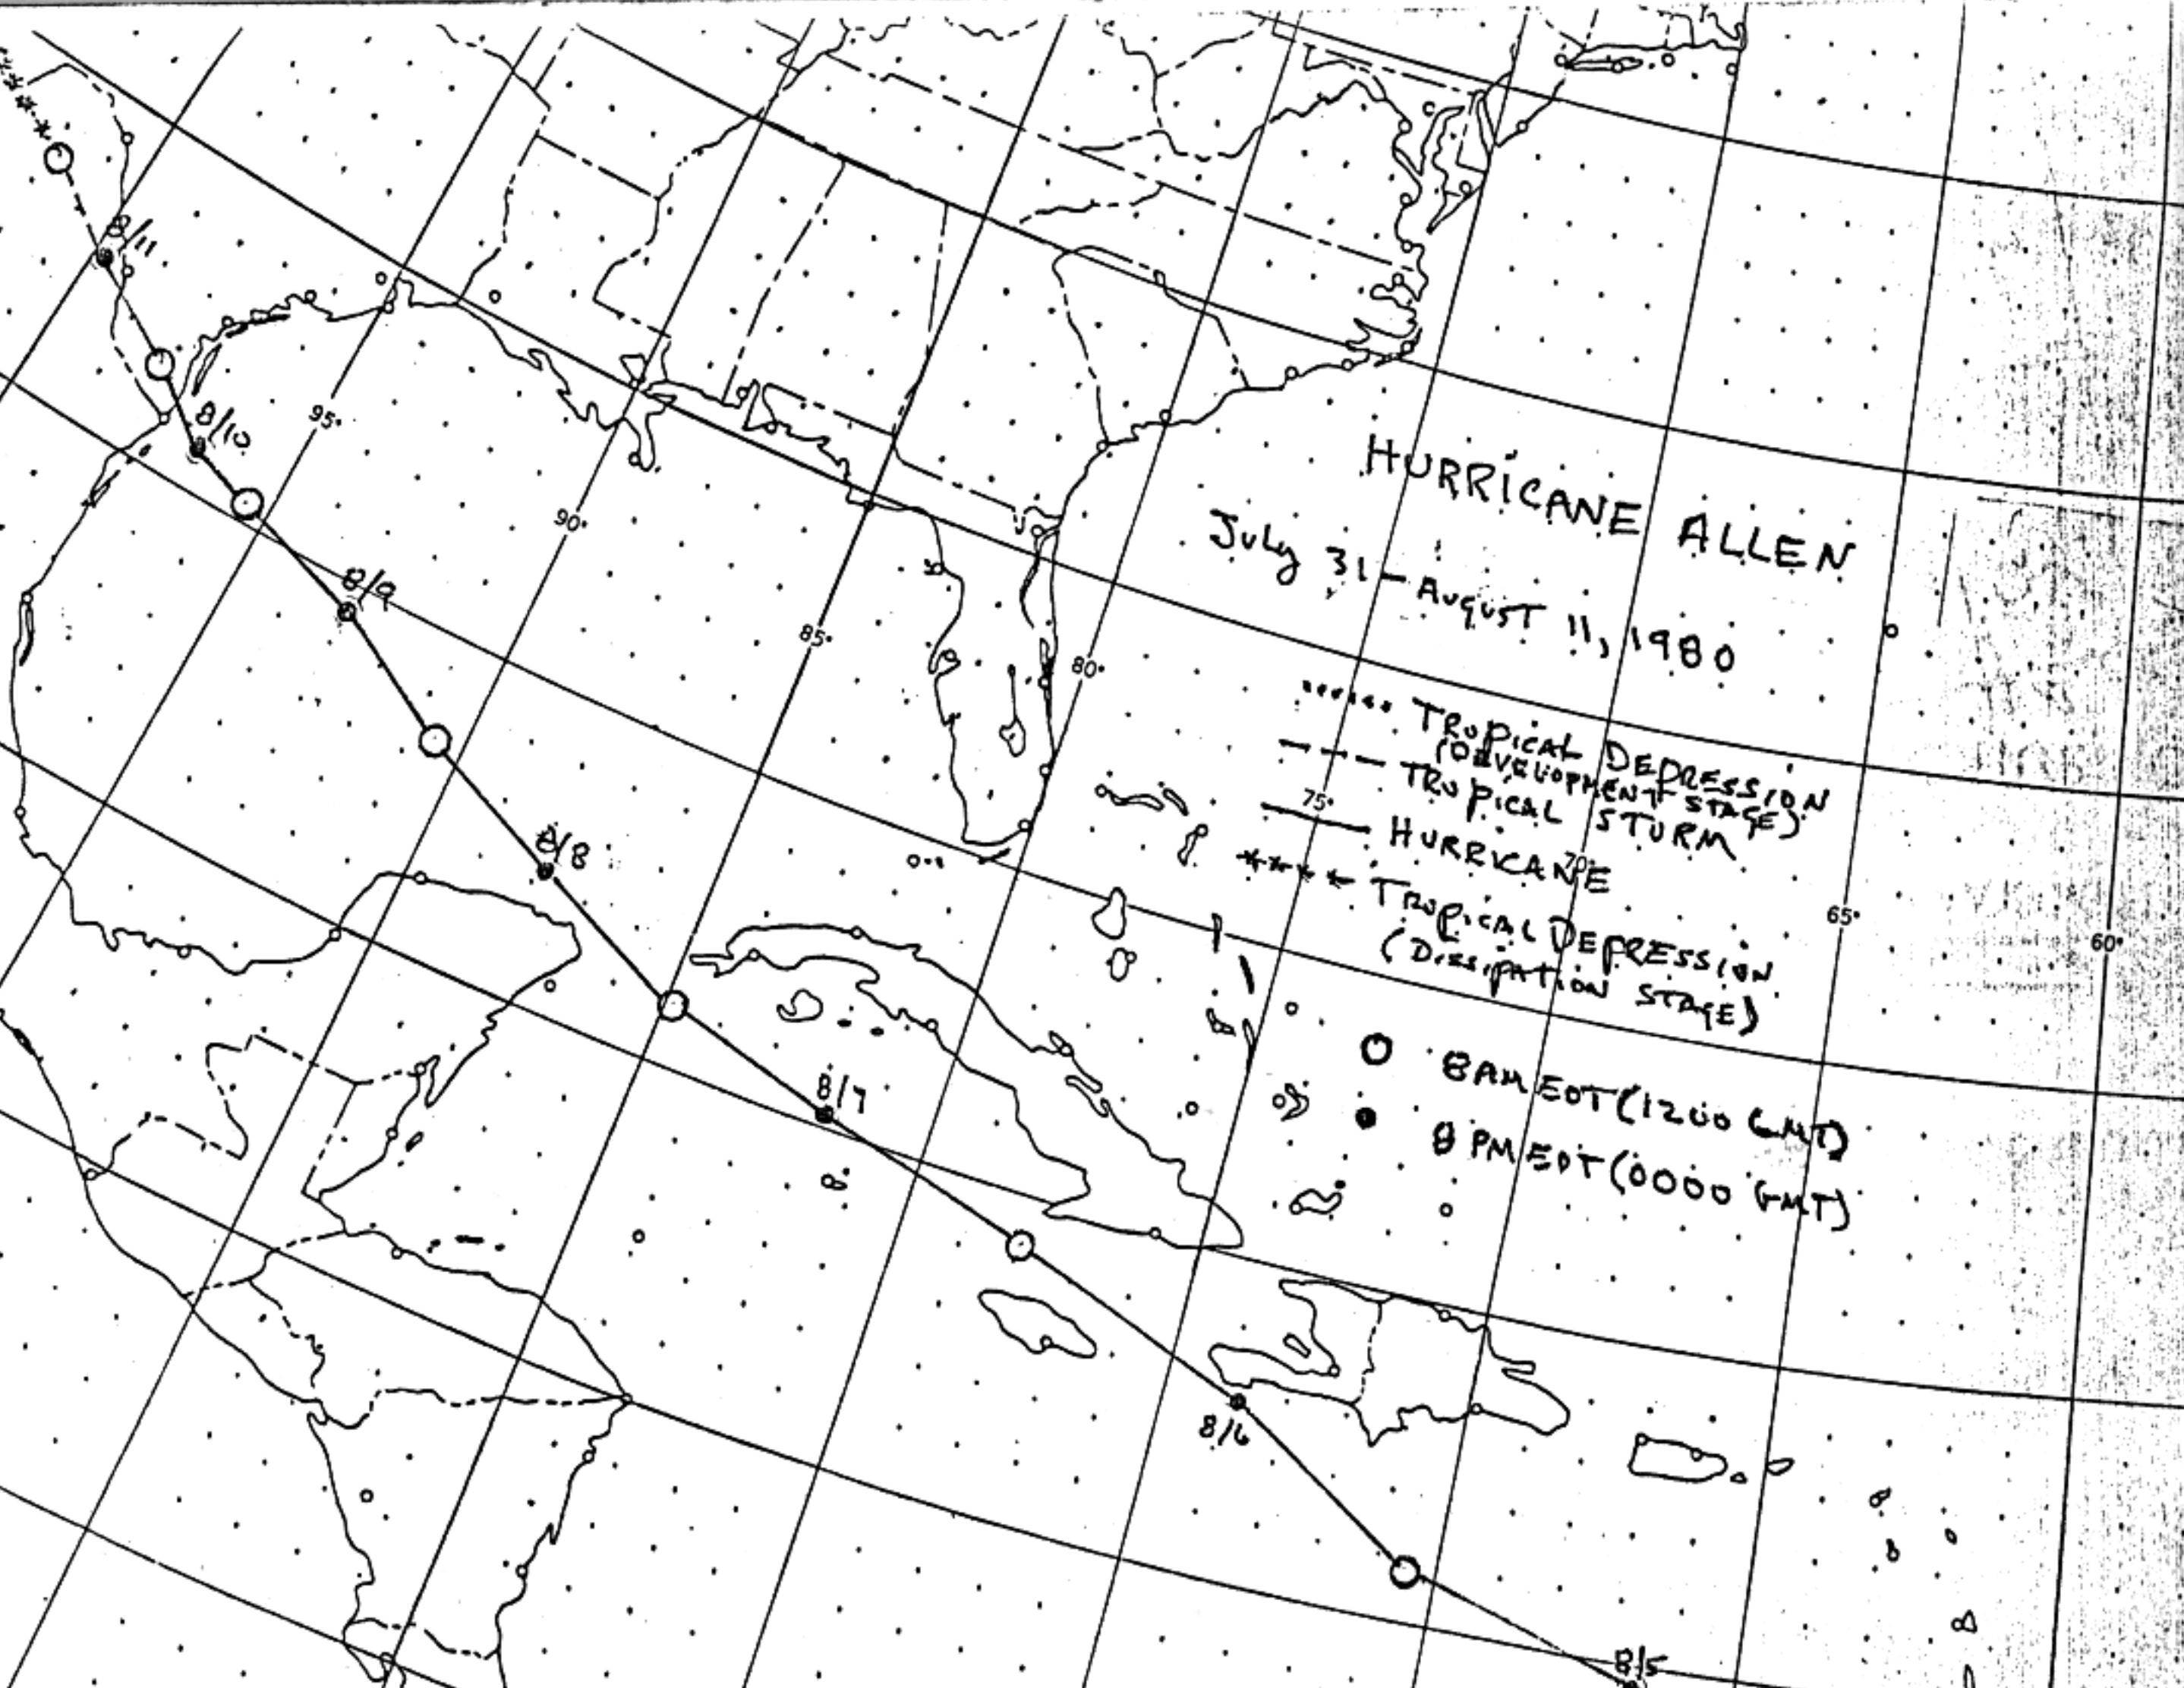 HURRICANE ALLEN
July 31 - AUGUST 11, 1980
TROPICAL DEPRESSION
(DEVELOPMENT STAGE)
TROPICAL STORM
HURRICANE
TROPICAL DEPRESSION
(DISSIPATION STAGE)
8 AM EDT (1200 GMT)
8 PM EDT (0000 GMT)
8/11
8/10
8/9
8/8
8/7
8/6
8/5
95°
90°
85°
80°
75°
70°
65°
60°